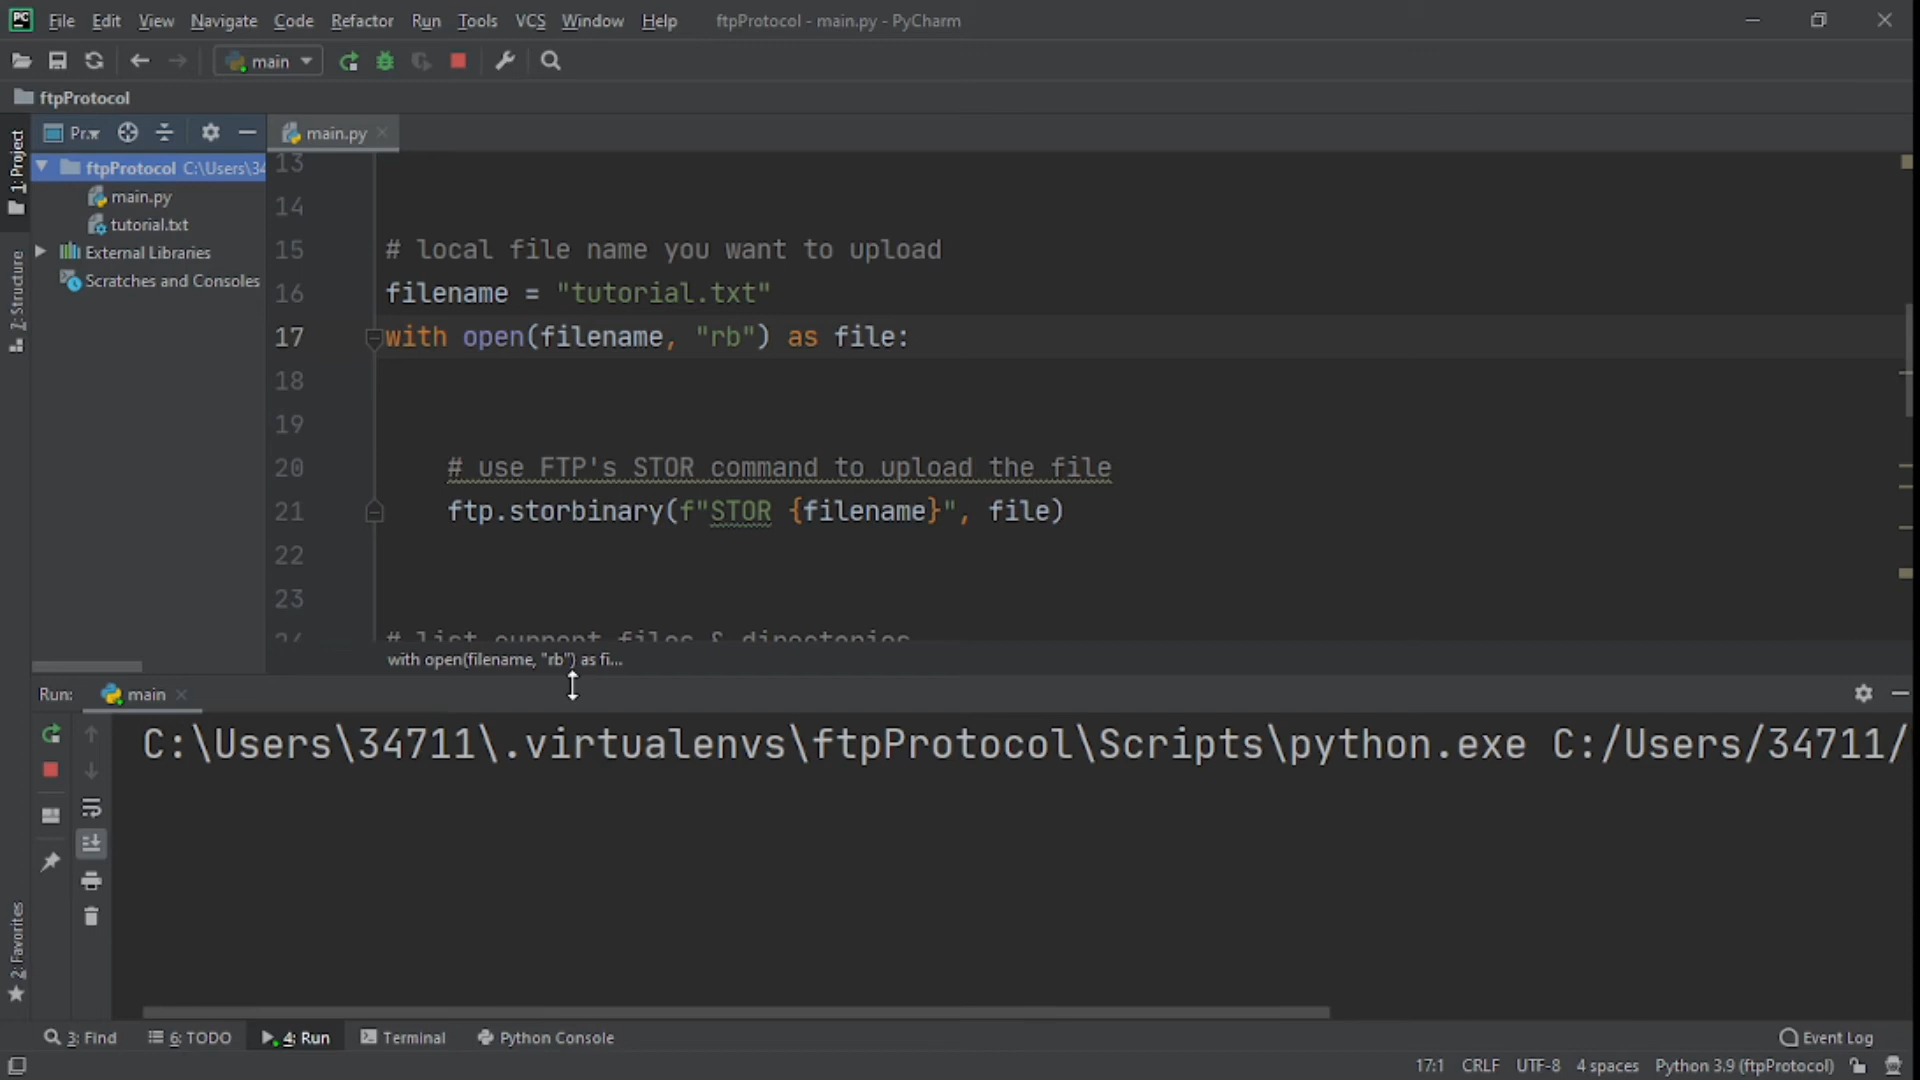 PC File Edit View Navigate Code Refactor Run Tools VCS Window Help ftpProtocol - main.py - PyCharm
main
ftpProtocol
Pr... main.py
1: Project
ftpProtocol C:\Users\34
main.py
tutorial.txt
External Libraries
Scratches and Consoles
Z: Structure
13
14
15 # local file name you want to upload
16 filename = "tutorial.txt"
17 with open(filename, "rb") as file:
18
19
20 # use FTP's STOR command to upload the file
21 ftp.storbinary(f"STOR {filename}", file)
22
23
24 # list current files & directories
with open(filename, "rb") as fi...
Run: main
C:\Users\34711\.virtualenvs\ftpProtocol\Scripts\python.exe C:/Users/34711/
2: Favorites
3: Find 6: TODO 4: Run Terminal Python Console Event Log
17:1 CRLF UTF-8 4 spaces Python 3.9 (ftpProtocol)